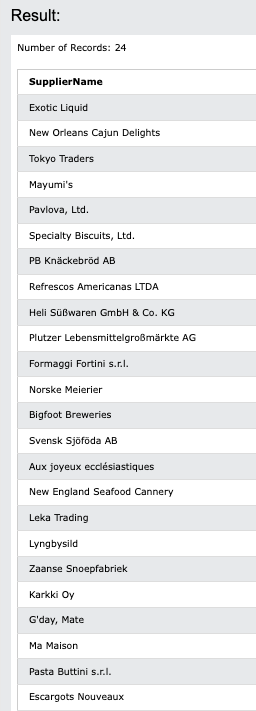 Result:
Number of Records: 24
SupplierName
Exotic Liquid
New Orleans Cajun Delights
Tokyo Traders
Mayumi's
Pavlova, Ltd.
Specialty Biscuits, Ltd.
PB Knäckebröd AB
Refrescos Americanas LTDA
Heli Süßwaren GmbH & Co. KG
Plutzer Lebensmittelgroßmärkte AG
Formaggi Fortini s.r.l.
Norske Meierier
Bigfoot Breweries
Svensk Sjöföda AB
Aux joyeux ecclésiastiques
New England Seafood Cannery
Leka Trading
Lyngbysild
Zaanse Snoepfabriek
Karkki Oy
G'day, Mate
Ma Maison
Pasta Buttini s.r.l.
Escargots Nouveaux